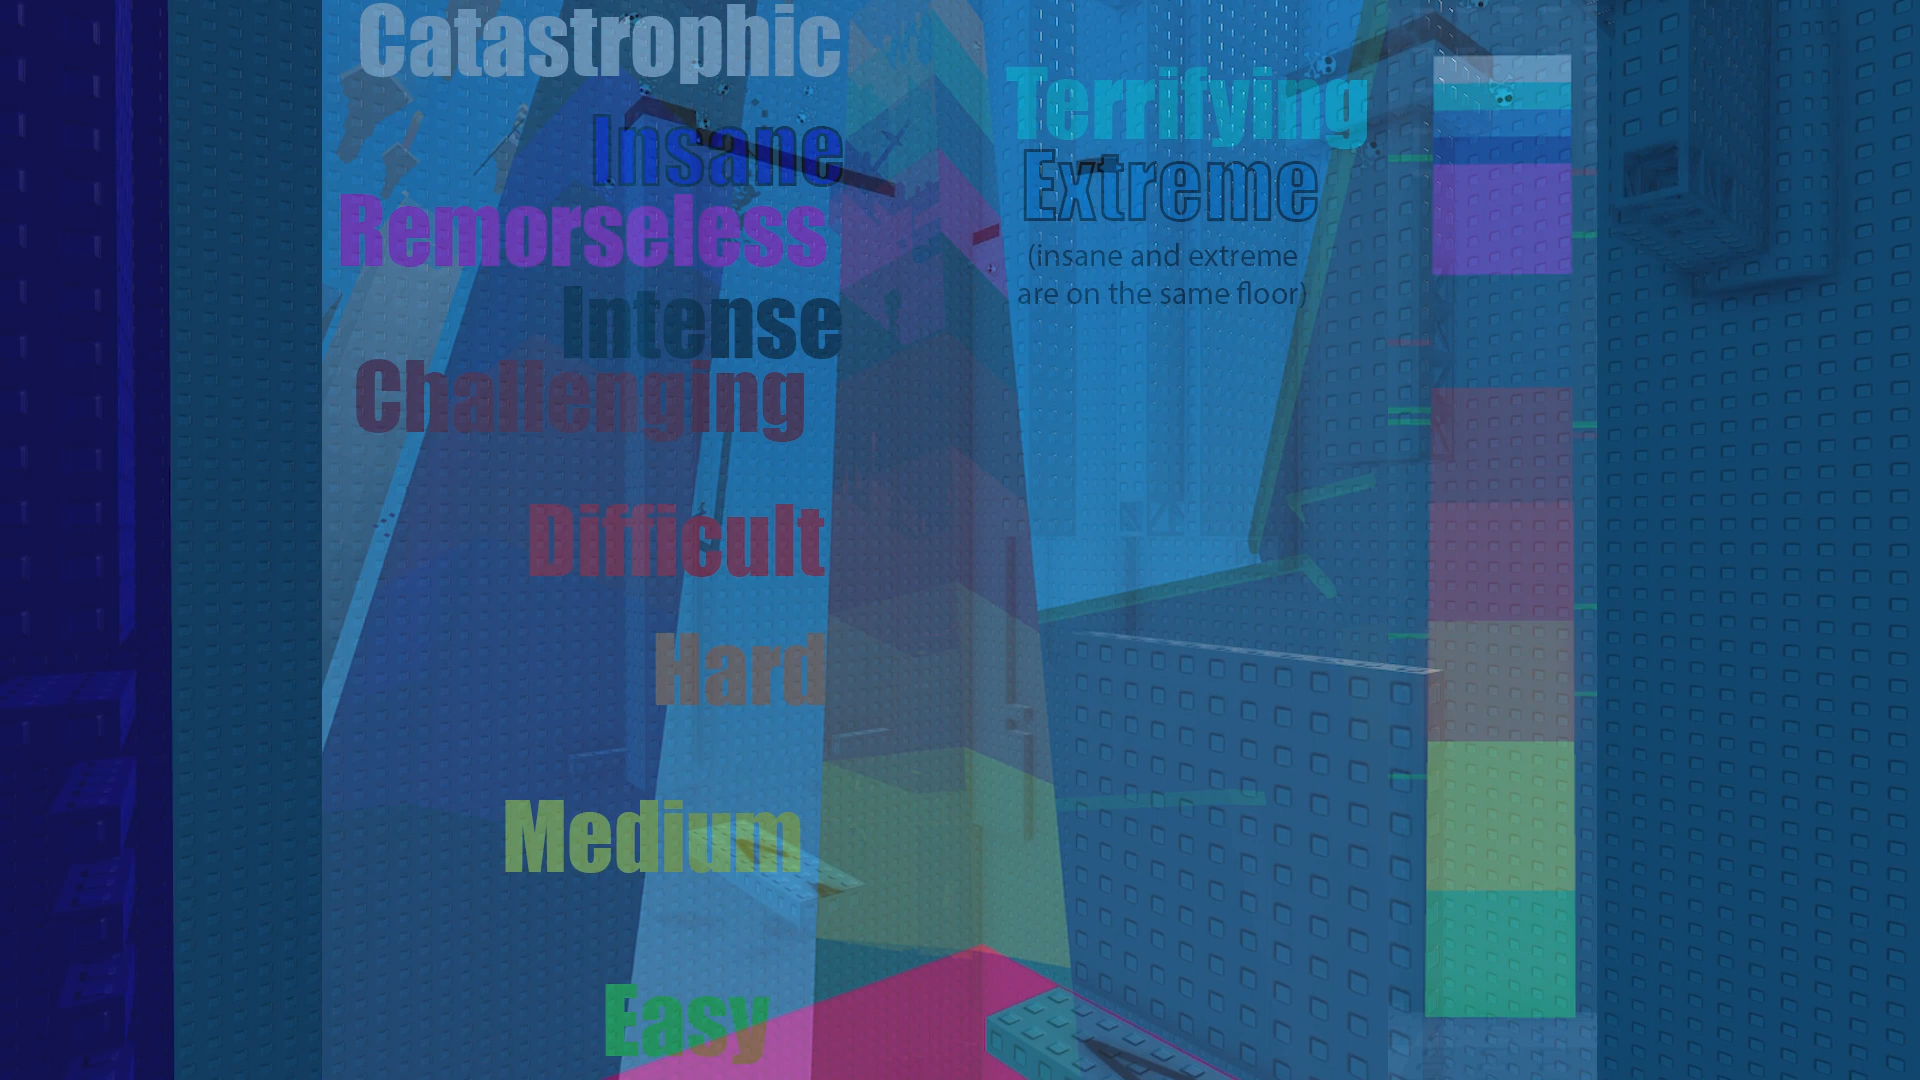 Catastrophic
Terrifying
Insane
Extreme
Remorseless
(insane and extreme
are on the same floor)
Intense
Challenging
Difficult
Hard
Medium
Easy